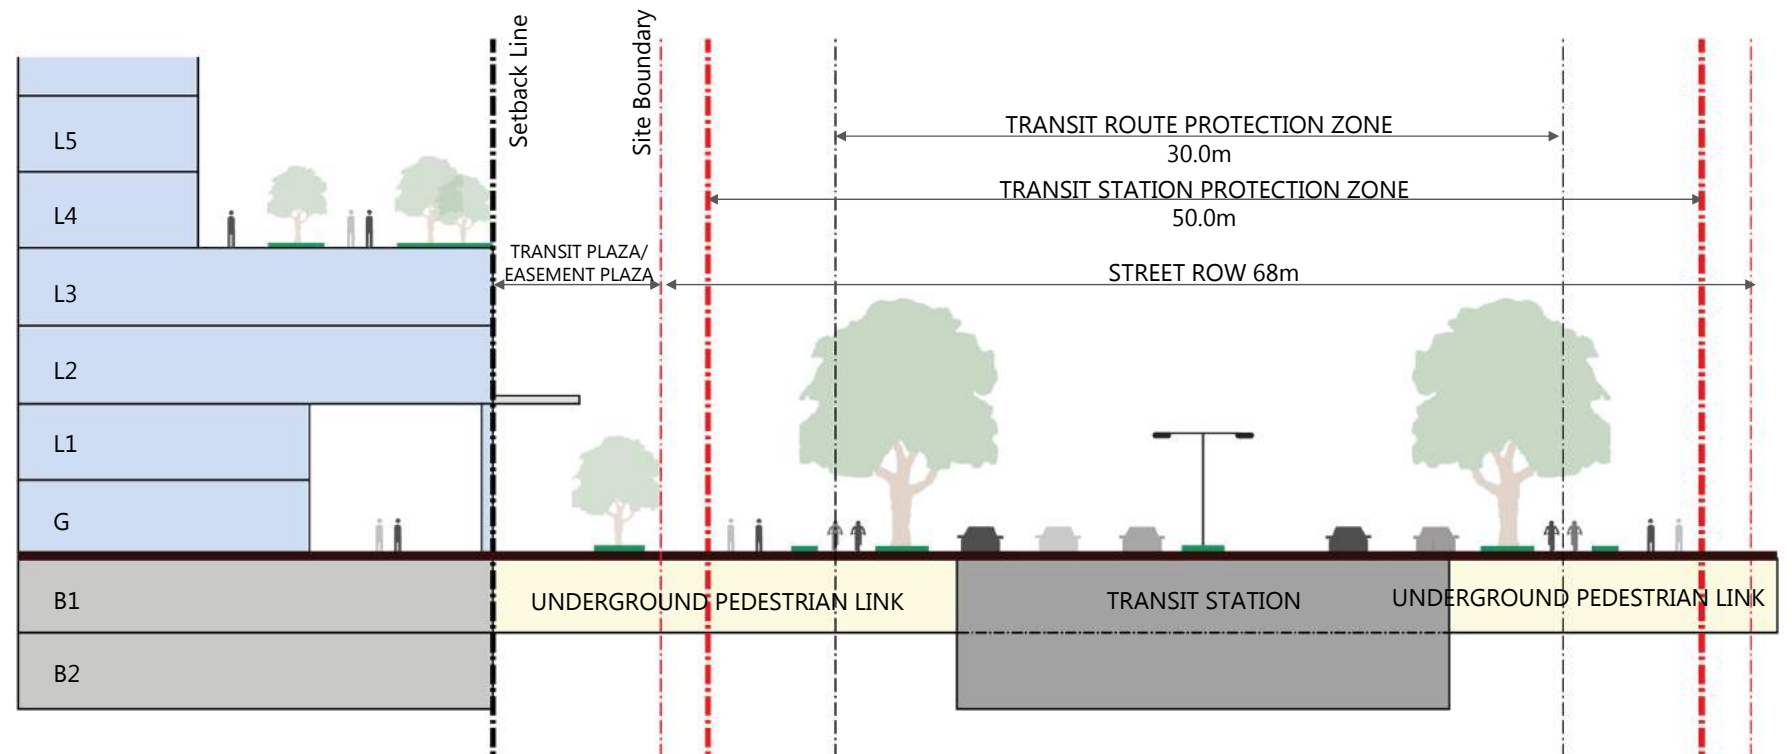 Setback Line
Site Boundary
TRANSIT ROUTE PROTECTION ZONE
30.0m
TRANSIT STATION PROTECTION ZONE
50.0m
TRANSIT PLAZA/
EASEMENT PLAZA
STREET ROW 68m
L5
L4
L3
L2
L1
G
B1
UNDERGROUND PEDESTRIAN LINK
TRANSIT STATION
UNDERGROUND PEDESTRIAN LINK
B2